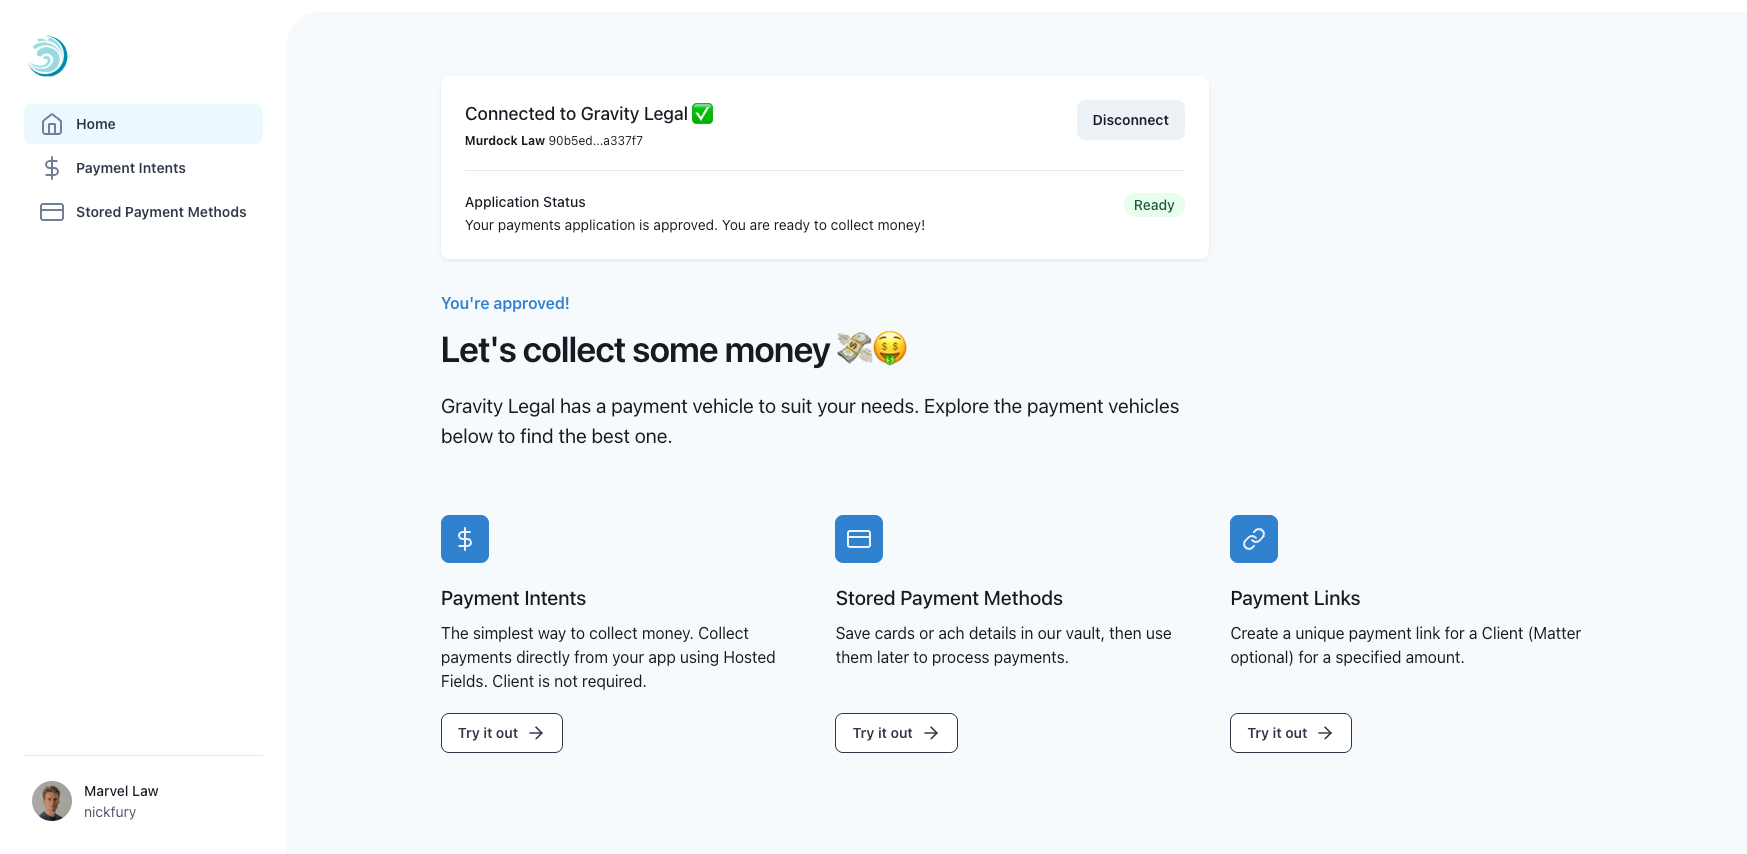 Home
Payment Intents
Stored Payment Methods
Marvel Law
nickfury
Connected to Gravity Legal ✅
Murdock Law 90b5ed...a337f7
Disconnect
Application Status
Your payments application is approved. You are ready to collect money!
Ready
You're approved!
Let's collect some money 💸🤑
Gravity Legal has a payment vehicle to suit your needs. Explore the payment vehicles
below to find the best one.
Payment Intents
The simplest way to collect money. Collect
payments directly from your app using Hosted
Fields. Client is not required.
Try it out →
Stored Payment Methods
Save cards or ach details in our vault, then use
them later to process payments.
Try it out →
Payment Links
Create a unique payment link for a Client (Matter
optional) for a specified amount.
Try it out →